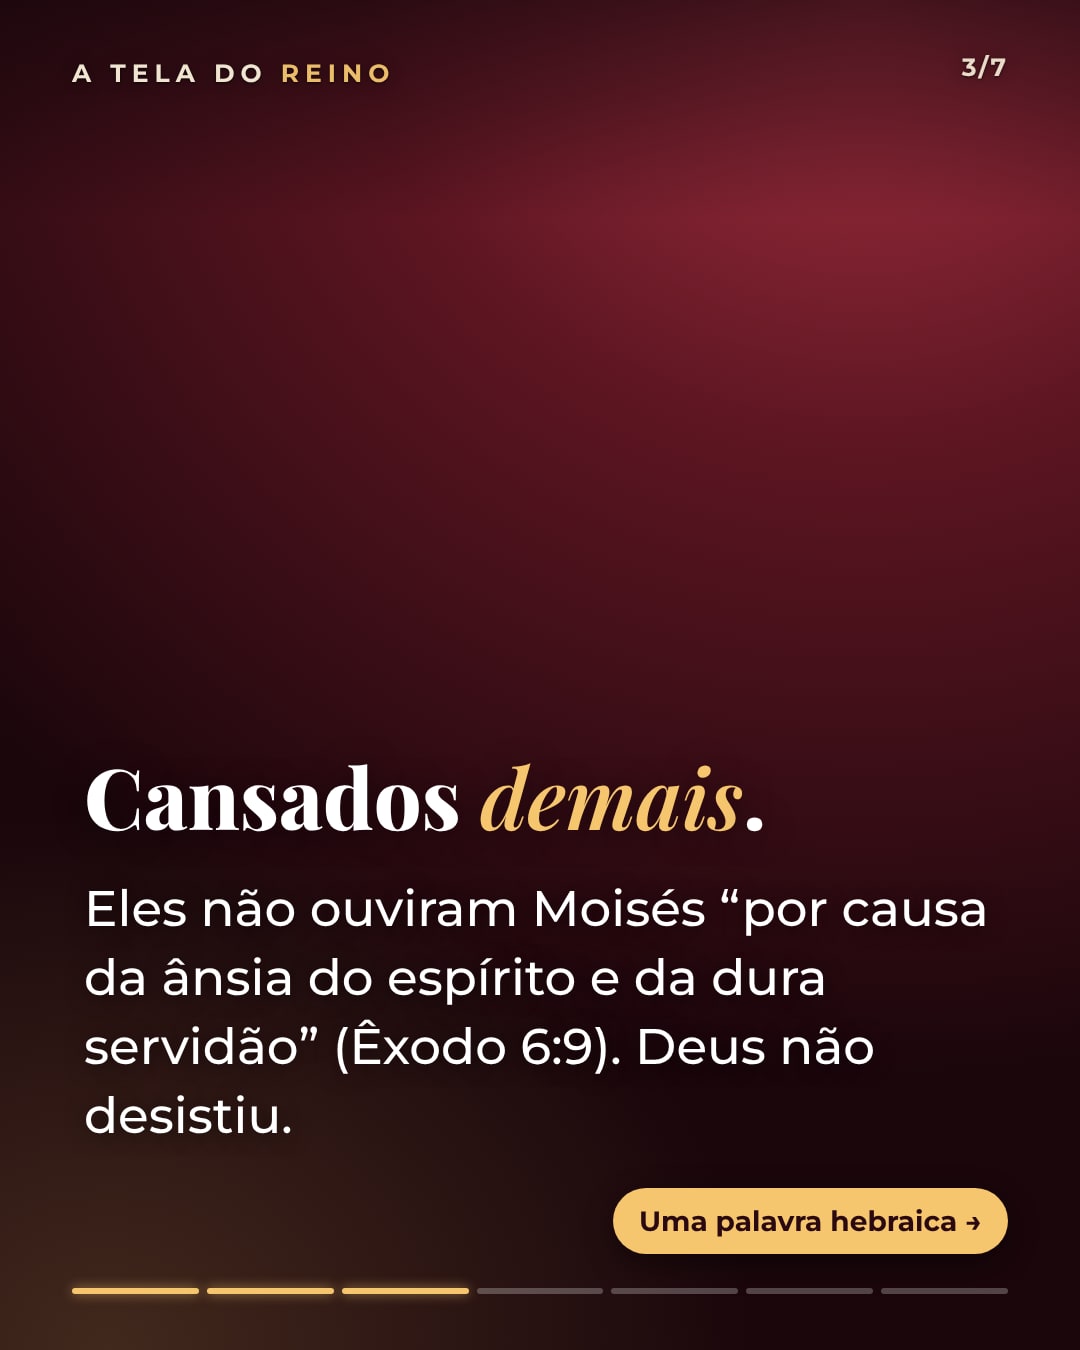 A TELA DO REINO
3/7
Cansados demais.
Eles não ouviram Moisés “por causa
da ânsia do espírito e da dura
servidão” (Êxodo 6:9). Deus não
desistiu.
Uma palavra hebraica →